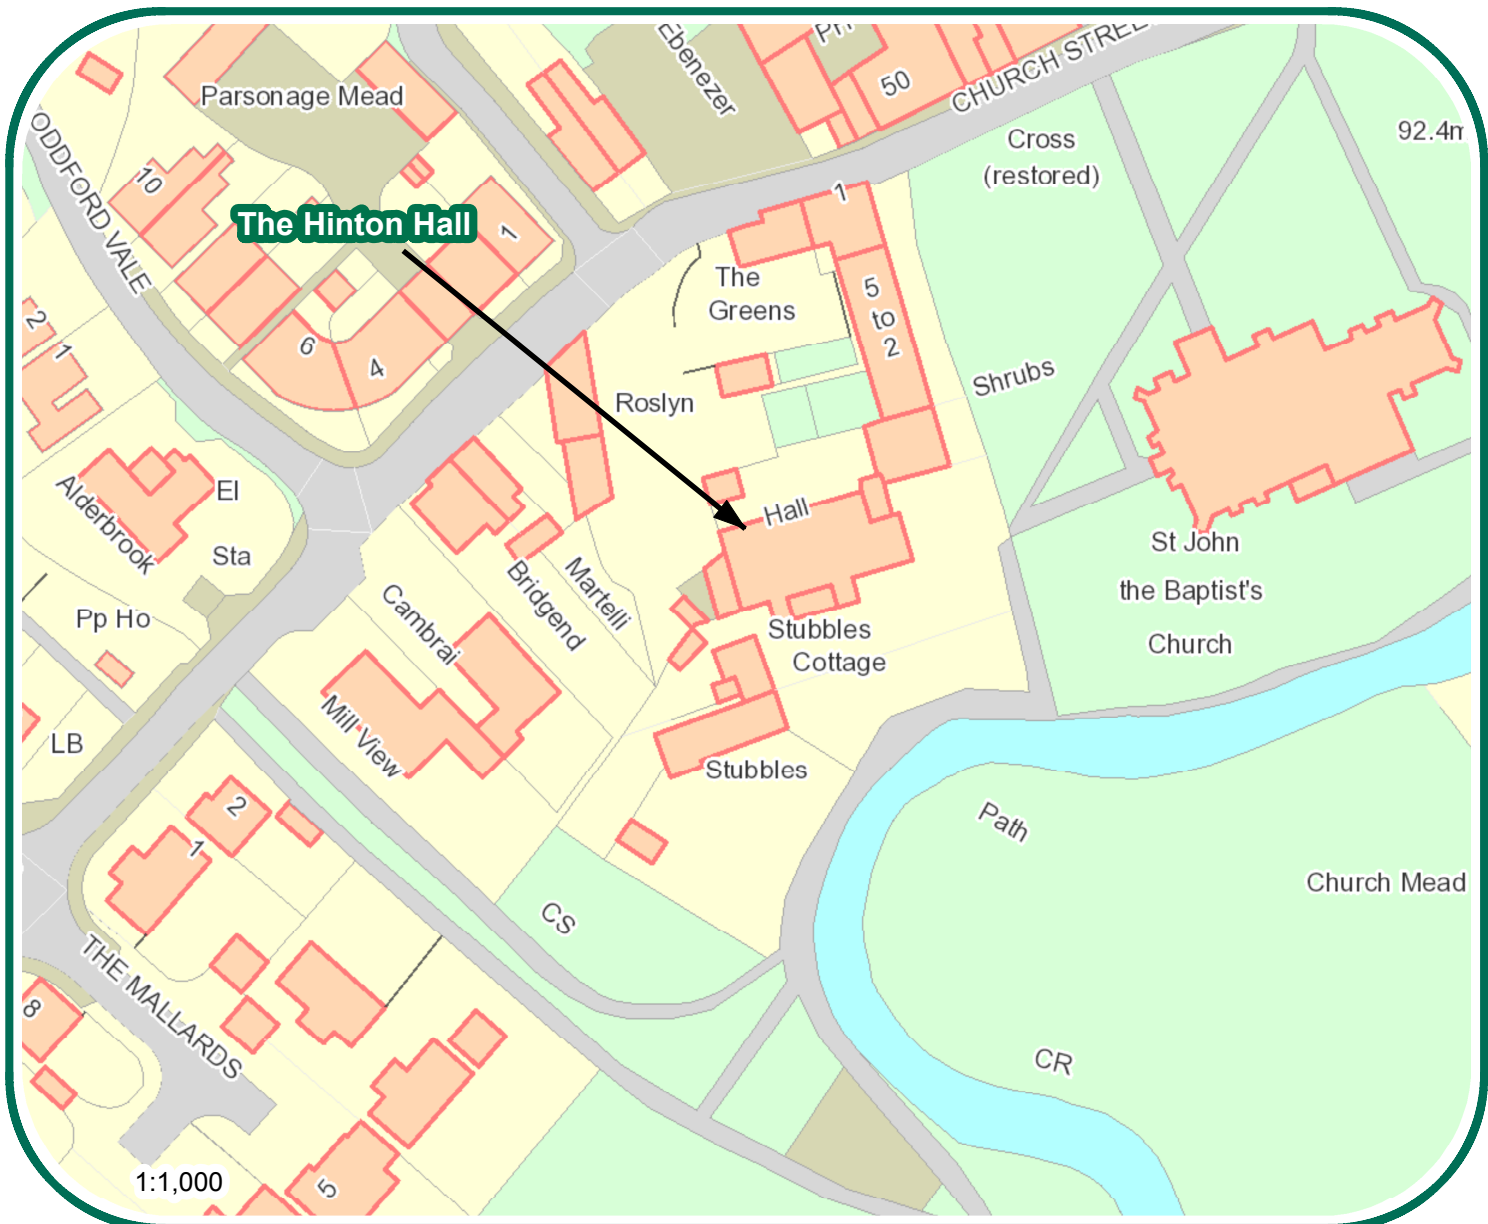 Ebenezer
PH
50
CHURCH STREE
Parsonage Mead
Cross
(restored)
92.4m
ODDFORD VALE
10
The Hinton Hall
1
1
The
Greens
5
to
2
2
1
6
4
Shrubs
Roslyn
Alderbrook
El
Sta
Hall
St John
the Baptist's
Church
Martelli
Bridgend
Cambrai
Pp Ho
Stubbles
Cottage
Mill View
LB
Stubbles
2
1
Path
Church Mead
CS
THE MALLARDS
8
CR
1:1,000
5